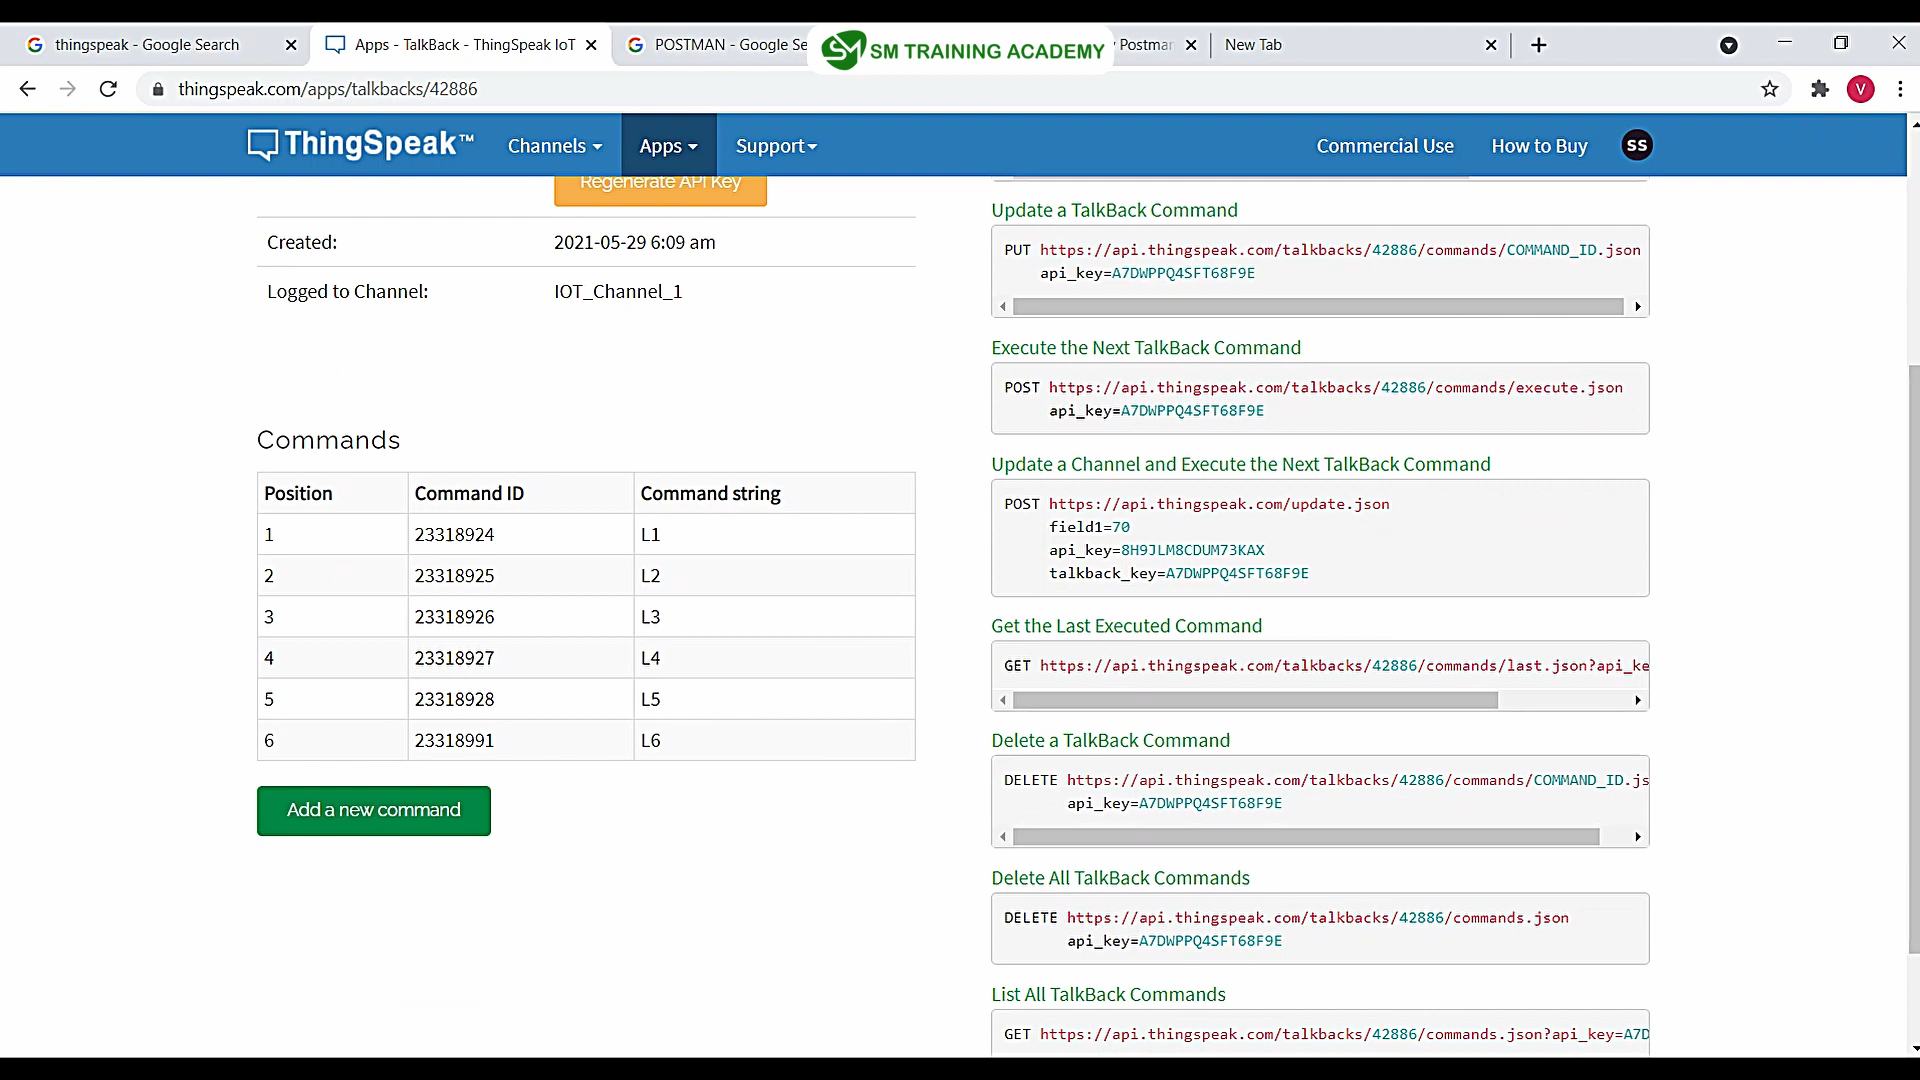 thingspeak - Google Search
Apps - TalkBack - ThingSpeak IoT
POSTMAN - Google Se
SM TRAINING ACADEMY
Postman
New Tab
thingspeak.com/apps/talkbacks/42886
V
ThingSpeak™
Channels
Apps
Support
Commercial Use
How to Buy
SS
Regenerate API Key
Created:
2021-05-29 6:09 am
Logged to Channel:
IOT_Channel_1
Commands
Position
Command ID
Command string
1
23318924
L1
2
23318925
L2
3
23318926
L3
4
23318927
L4
5
23318928
L5
6
23318991
L6
Add a new command
Update a TalkBack Command
PUT https://api.thingspeak.com/talkbacks/42886/commands/COMMAND_ID.json
api_key=A7DWPPQ4SFT68F9E
Execute the Next TalkBack Command
POST https://api.thingspeak.com/talkbacks/42886/commands/execute.json
api_key=A7DWPPQ4SFT68F9E
Update a Channel and Execute the Next TalkBack Command
POST https://api.thingspeak.com/update.json
field1=70
api_key=8H9JLM8CDUM73KAX
talkback_key=A7DWPPQ4SFT68F9E
Get the Last Executed Command
GET https://api.thingspeak.com/talkbacks/42886/commands/last.json?api_ke
Delete a TalkBack Command
DELETE https://api.thingspeak.com/talkbacks/42886/commands/COMMAND_ID.js
api_key=A7DWPPQ4SFT68F9E
Delete All TalkBack Commands
DELETE https://api.thingspeak.com/talkbacks/42886/commands.json
api_key=A7DWPPQ4SFT68F9E
List All TalkBack Commands
GET https://api.thingspeak.com/talkbacks/42886/commands.json?api_key=A7D